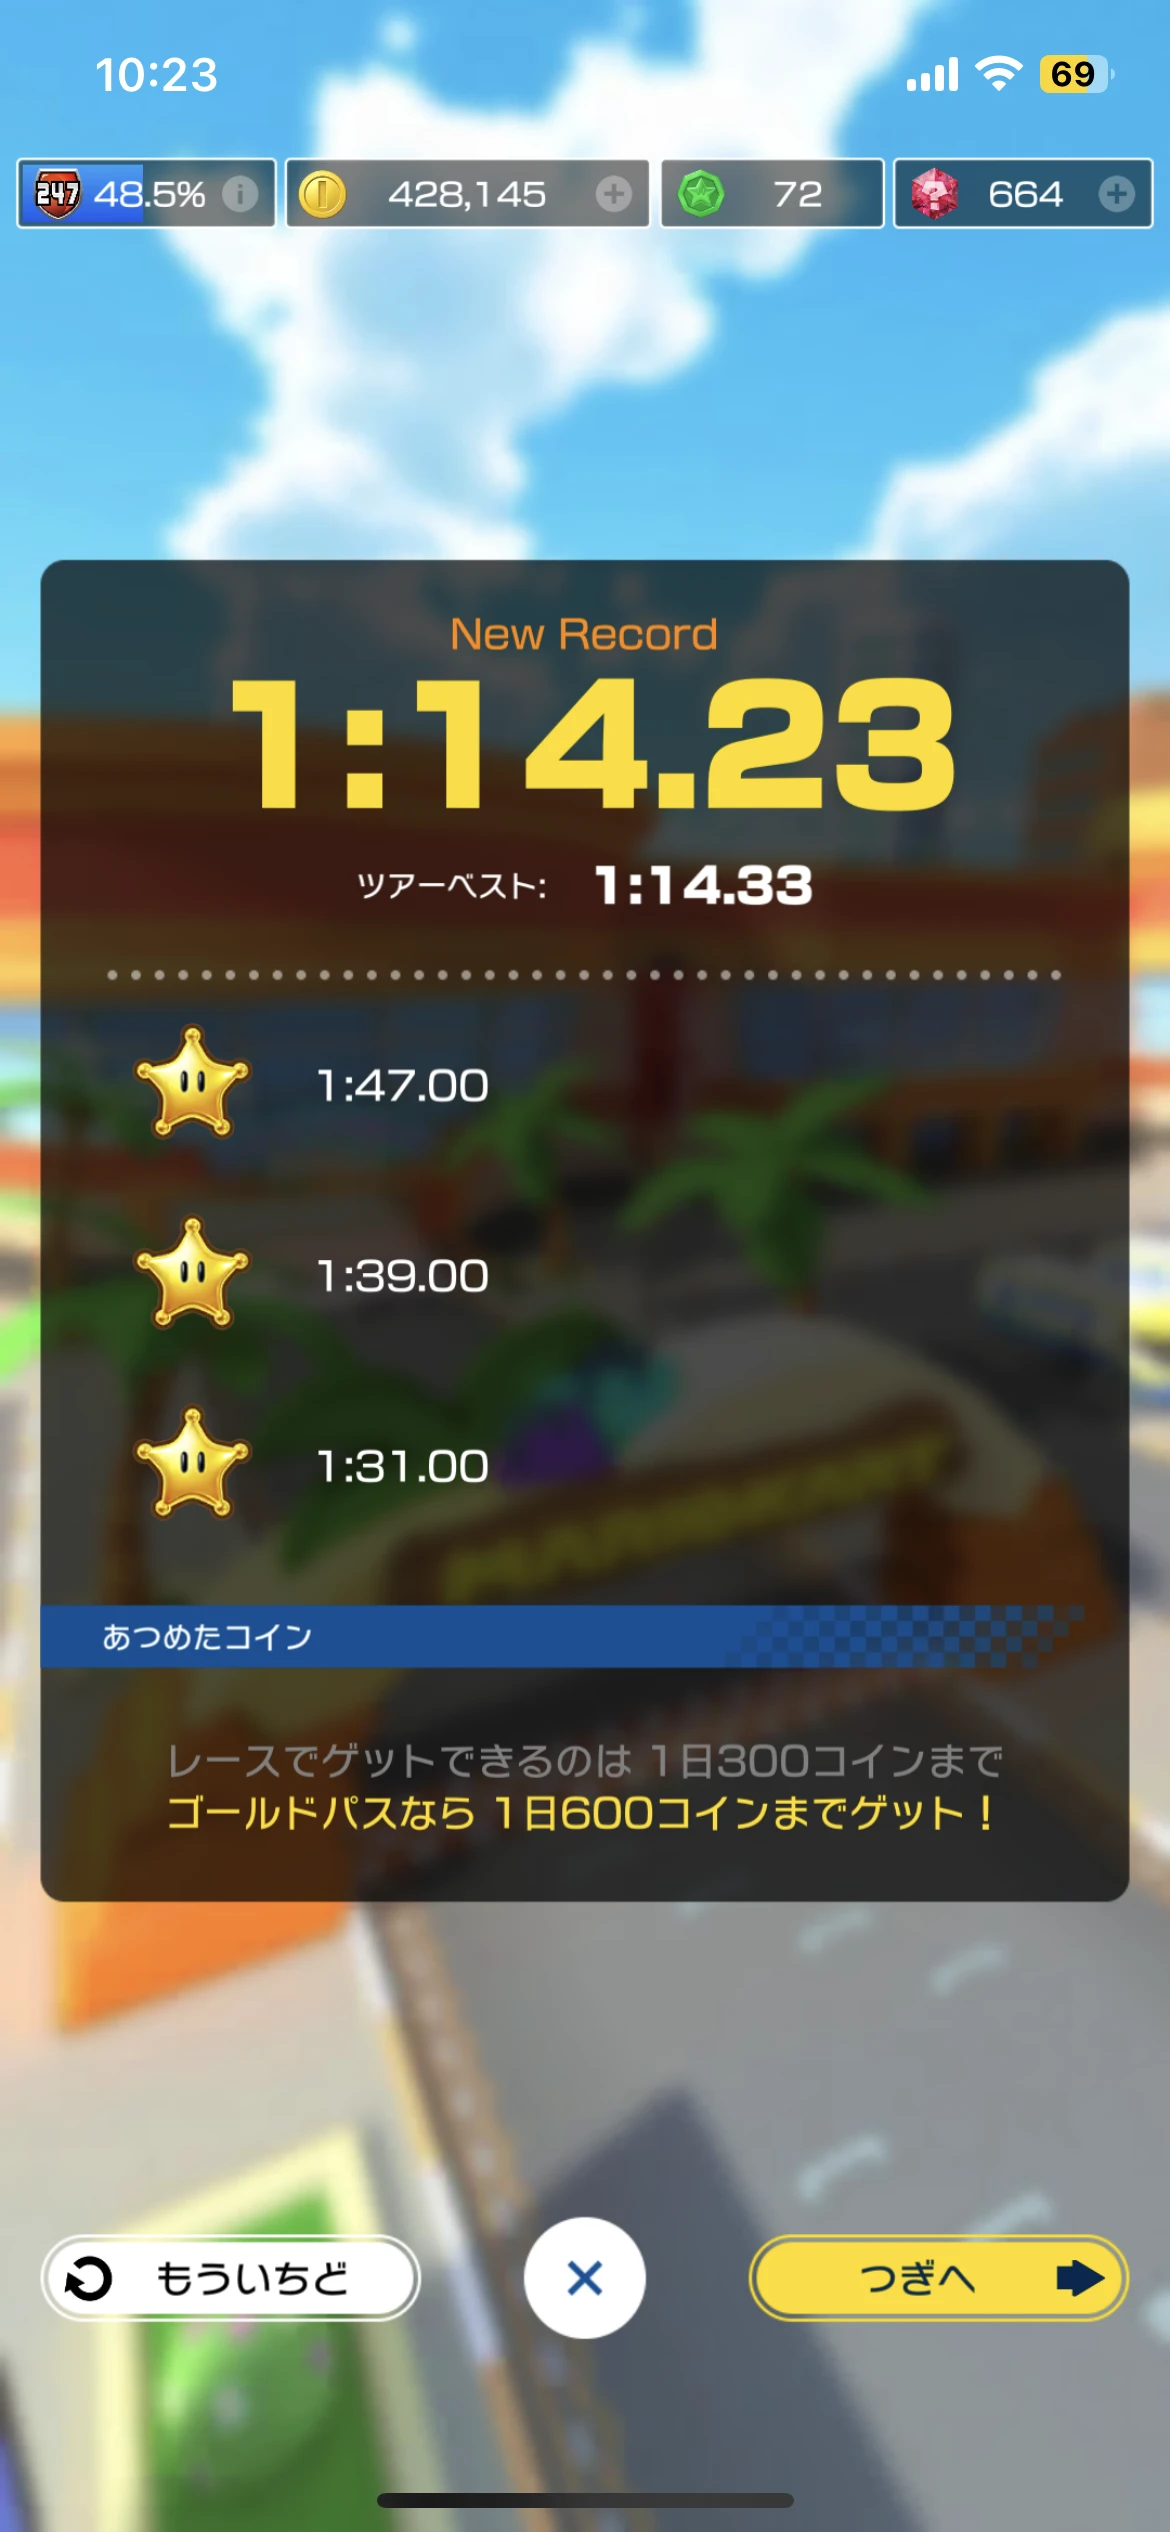 10:23
69
247 48.5% i
428,145 +
72
664 +
New Record
1:14.23
ツアーベスト: 1:14.33
1:47.00
1:39.00
1:31.00
あつめたコイン
レースでゲットできるのは 1日300コインまで
ゴールドパスなら 1日600コインまでゲット！
もういちど
×
つぎへ